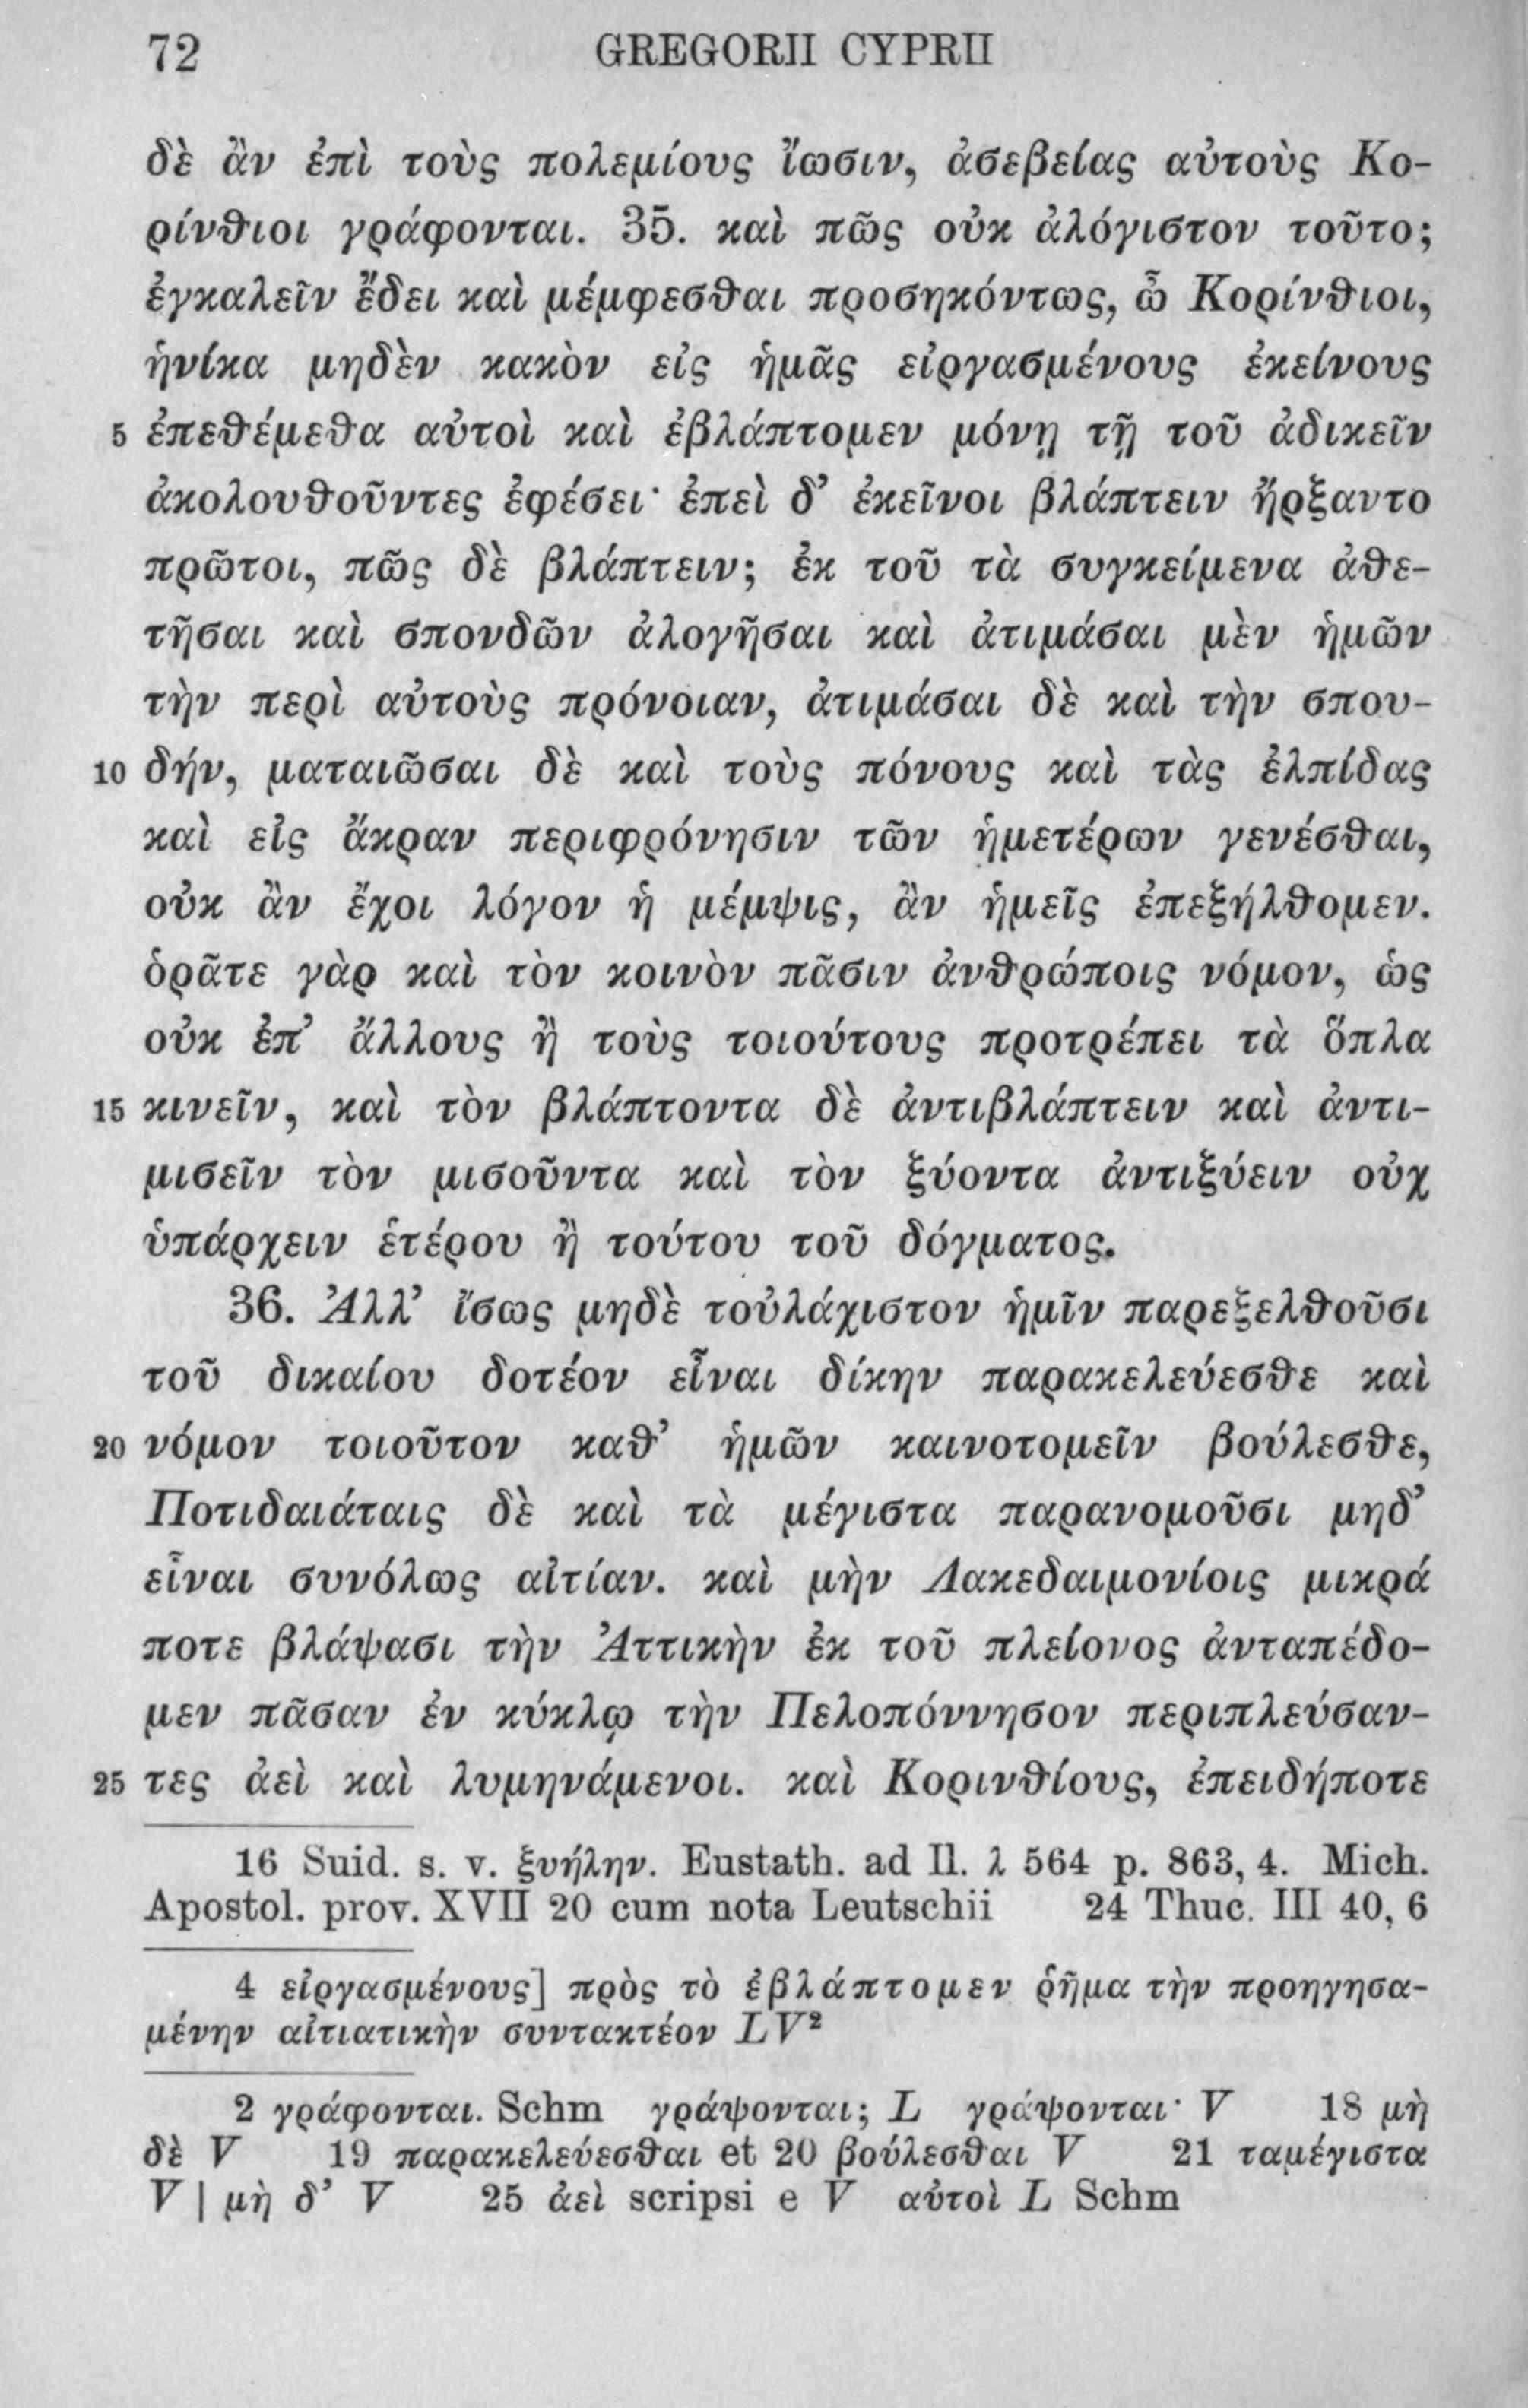 72 GREGORII CYPRII
δὲ ἂν ἐπὶ τοὺς πολεμίους ἴωσιν, ἀσεβείας αὐτοὺς Κο-
ρίνθιοι γράφονται. 35. καὶ πῶς οὐκ ἀλόγιστον τοῦτο;
ἐγκαλεῖν ἔδει καὶ μέμφεσθαι προσηκόντως, ὦ Κορίνθιοι,
ἡνίκα μηδὲν κακὸν εἰς ἡμᾶς εἰργασμένους ἐκείνους
5 ἐπεθέμεθα αὐτοὶ καὶ ἐβλάπτομεν μόνῃ τῇ τοῦ ἀδικεῖν
ἀκολουθοῦντες ἐφέσει· ἐπεὶ δ’ ἐκεῖνοι βλάπτειν ἤρξαντο
πρῶτοι, πῶς δὲ βλάπτειν; ἐκ τοῦ τὰ συγκείμενα ἀθε-
τῆσαι καὶ σπονδῶν ἀλογῆσαι καὶ ἀτιμάσαι μὲν ἡμῶν
τὴν περὶ αὐτοὺς πρόνοιαν, ἀτιμάσαι δὲ καὶ τὴν σπου-
10 δήν, ματαιῶσαι δὲ καὶ τοὺς πόνους καὶ τὰς ἐλπίδας
καὶ εἰς ἄκραν περιφρόνησιν τῶν ἡμετέρων γενέσθαι,
οὐκ ἂν ἔχοι λόγον ἡ μέμψις, ἂν ἡμεῖς ἐπεξήλθομεν.
ὁρᾶτε γὰρ καὶ τὸν κοινὸν πᾶσιν ἀνθρώποις νόμον, ὡς
οὐκ ἐπ’ ἄλλους ἢ τοὺς τοιούτους προτρέπει τὰ ὅπλα
15 κινεῖν, καὶ τὸν βλάπτοντα δὲ ἀντιβλάπτειν καὶ ἀντι-
μισεῖν τὸν μισοῦντα καὶ τὸν ξύοντα ἀντιξύειν οὐχ
ὑπάρχειν ἑτέρου ἢ τούτου τοῦ δόγματος.
36. Ἀλλ’ ἴσως μηδὲ τοὐλάχιστον ἡμῖν παρεξελθοῦσι
τοῦ δικαίου δοτέον εἶναι δίκην παρακελεύεσθε καὶ
20 νόμον τοιοῦτον καθ’ ἡμῶν καινοτομεῖν βούλεσθε,
Ποτιδαιάταις δὲ καὶ τὰ μέγιστα παρανομοῦσι μηδ’
εἶναι συνόλως αἰτίαν. καὶ μὴν Λακεδαιμονίοις μικρά
ποτε βλάψασι τὴν Ἀττικὴν ἐκ τοῦ πλείονος ἀνταπέδο-
μεν πᾶσαν ἐν κύκλῳ τὴν Πελοπόννησον περιπλεύσαν-
25 τες ἀεὶ καὶ λυμηνάμενοι. καὶ Κορινθίους, ἐπειδήποτε
16 Suid. s. v. ξυήλην. Eustath. ad Il. λ 564 p. 863, 4. Mich.
Apostol. prov. XVII 20 cum nota Leutschii 24 Thuc. III 40, 6
4 εἰργασμένους] πρὸς τὸ ἐβλάπτομεν ῥῆμα τὴν προηγησα-
μένην αἰτιατικὴν συντακτέον LV²
2 γράφονται. Schm γράψονται; L γράψονται· V 18 μὴ
δὲ V 19 παρακελεύεσθαι et 20 βούλεσθαι V 21 ταμέγιστα
V | μὴ δ’ V 25 ἀεὶ scripsi e V αὐτοὶ L Schm